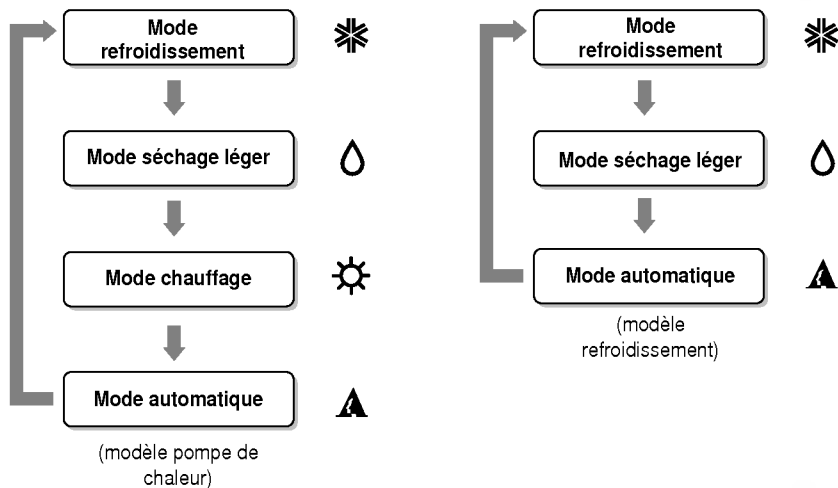 Mode
refroidissement
Mode séchage léger
Mode chauffage
Mode automatique
(modèle pompe de
chaleur)
Mode
refroidissement
Mode séchage léger
Mode automatique
(modèle
refroidissement)